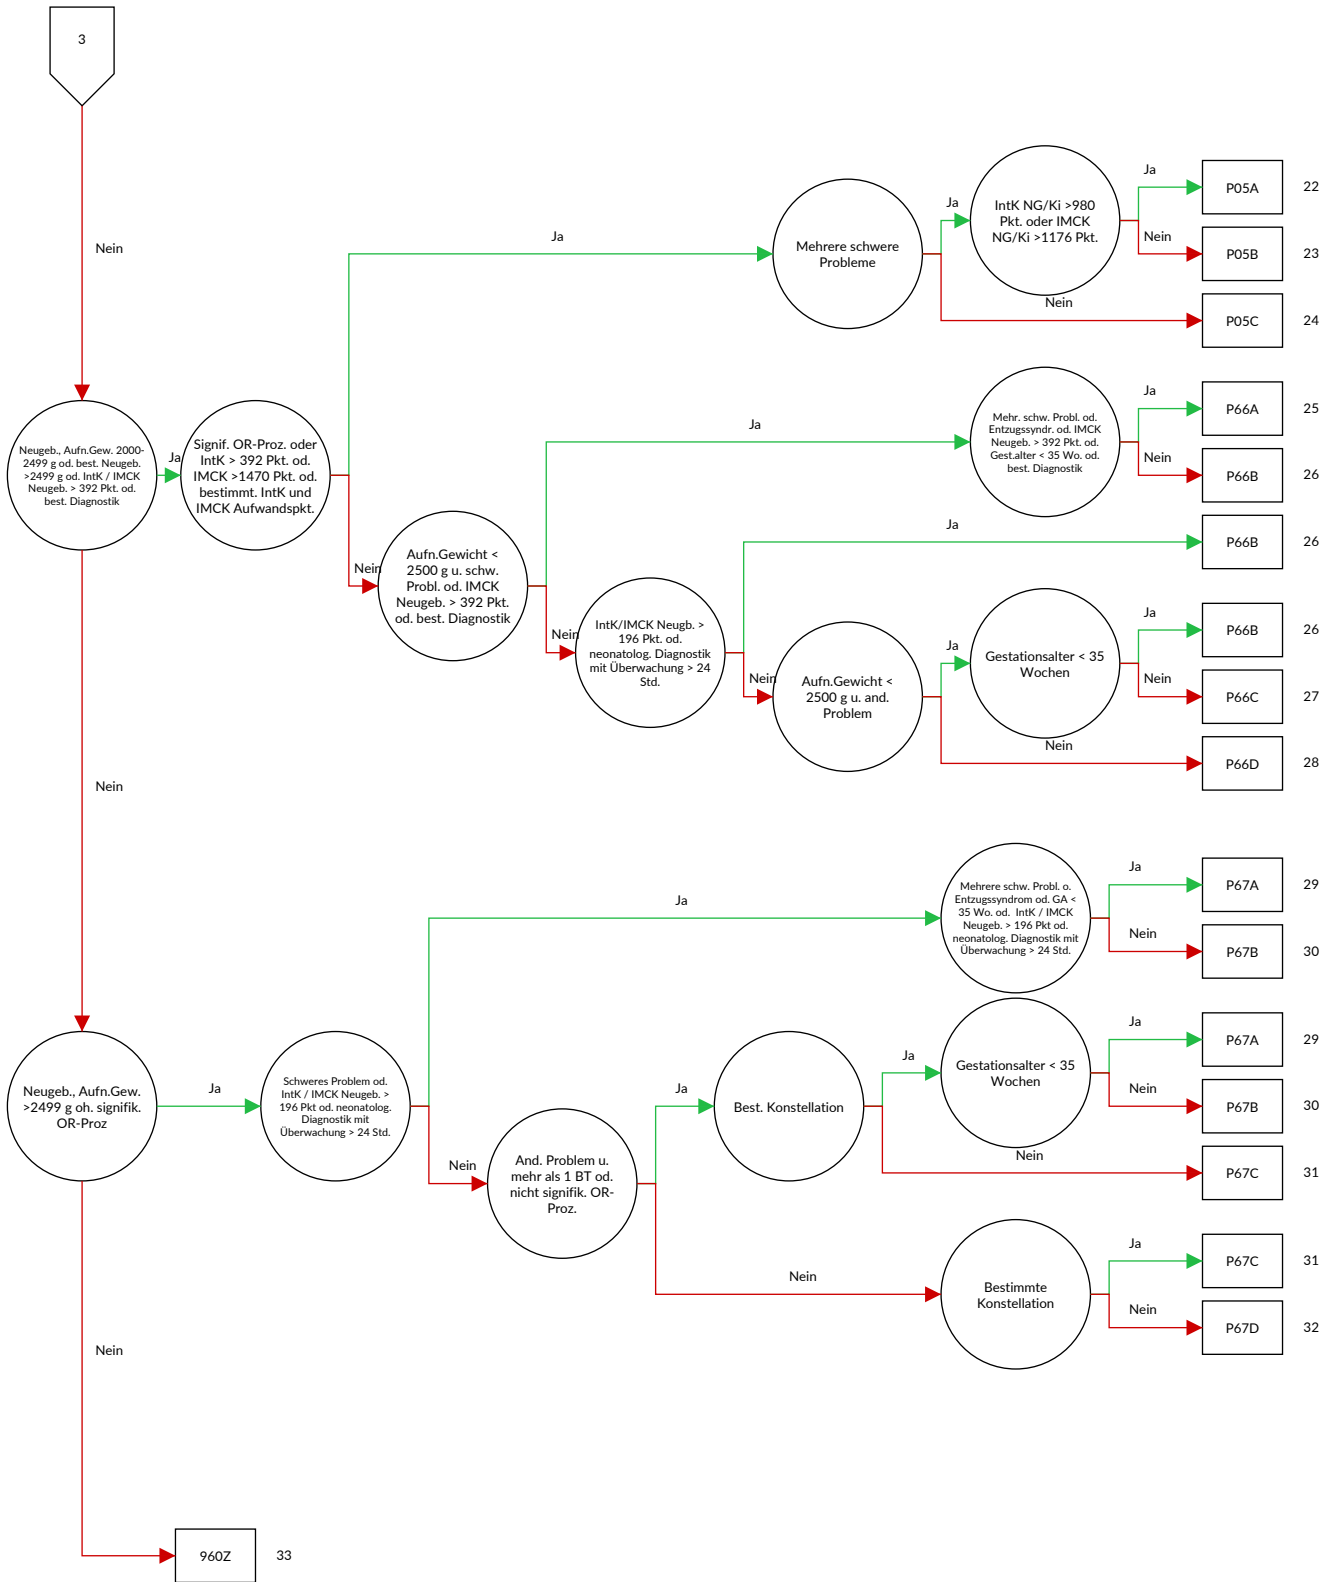 3
Nein
Ja
Mehrere schwere
Probleme
Ja
IntK NG/Ki >980
Pkt. oder IMCK
NG/Ki >1176 Pkt.
Ja
P05A
22
Nein
P05B
23
Nein
P05C
24
Neugeb., Aufn.Gew. 2000-
2499 g od. best. Neugeb.
>2499 g od. IntK / IMCK
Neugeb. > 392 Pkt. od.
best. Diagnostik
Ja
Signif. OR-Proz. oder
IntK > 392 Pkt. od.
IMCK >1470 Pkt. od.
bestimmt. IntK und
IMCK Aufwandspkt.
Nein
Aufn.Gewicht <
2500 g u. schw.
Probl. od. IMCK
Neugeb. > 392 Pkt.
od. best. Diagnostik
Ja
Mehr. schw. Probl. od.
Entzugssyndr. od. IMCK
Neugeb. > 392 Pkt. od.
Gest.alter < 35 Wo. od.
best. Diagnostik
Ja
P66A
25
Nein
P66B
26
Nein
IntK/IMCK Neugb. >
196 Pkt. od.
neonatolog. Diagnostik
mit Überwachung > 24
Std.
Ja
P66B
26
Nein
Aufn.Gewicht <
2500 g u. and.
Problem
Ja
Gestationsalter < 35
Wochen
Ja
P66B
26
Nein
P66C
27
Nein
P66D
28
Nein
Neugeb., Aufn.Gew.
>2499 g oh. signifik.
OR-Proz
Ja
Schweres Problem od.
IntK / IMCK Neugeb. >
196 Pkt od. neonatolog.
Diagnostik mit
Überwachung > 24 Std.
Ja
Mehrere schw. Probl. o.
Entzugssyndrom od. GA <
35 Wo. od. IntK / IMCK
Neugeb. > 196 Pkt od.
neonatolog. Diagnostik mit
Überwachung > 24 Std.
Ja
P67A
29
Nein
P67B
30
Nein
And. Problem u.
mehr als 1 BT od.
nicht signifik. OR-
Proz.
Ja
Best. Konstellation
Ja
Gestationsalter < 35
Wochen
Ja
P67A
29
Nein
P67B
30
Nein
P67C
31
Nein
Bestimmte
Konstellation
Ja
P67C
31
Nein
P67D
32
Nein
960Z
33